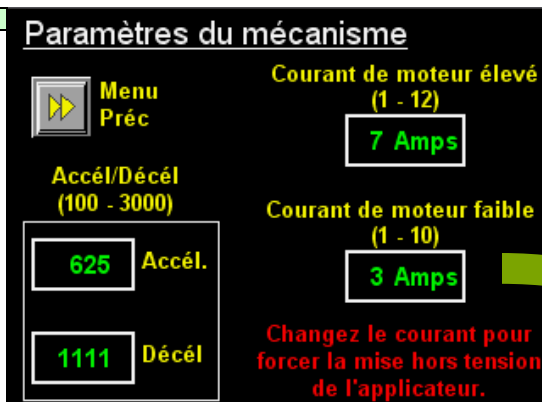 Paramètres du mécanisme
Menu
Préc
Accél/Décél
(100 - 3000)
625 Accél.
1111 Décél
Courant de moteur élevé
(1 - 12)
7 Amps
Courant de moteur faible
(1 - 10)
3 Amps
Changez le courant pour
forcer la mise hors tension
de l'applicateur.